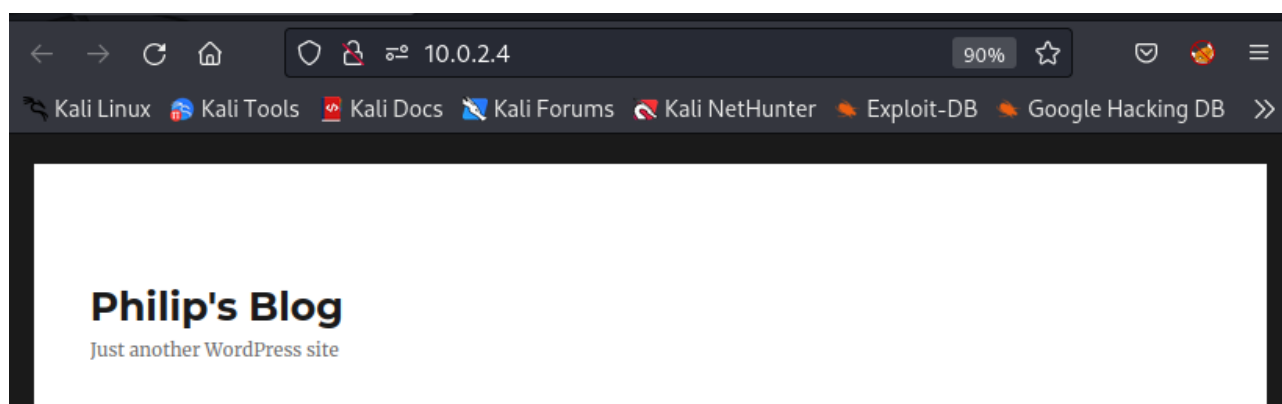 10.0.2.4 90%
Kali Linux Kali Tools Kali Docs Kali Forums Kali NetHunter Exploit-DB Google Hacking DB
Philip's Blog
Just another WordPress site